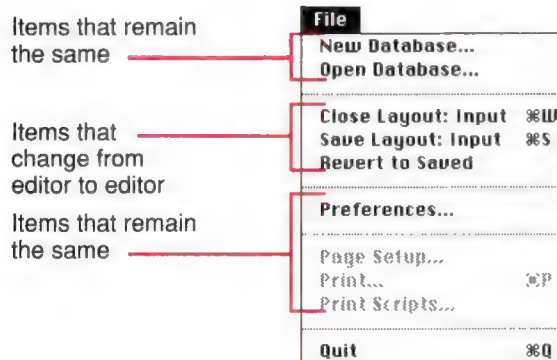 Items that remain
the same
Items that
change from
editor to editor
Items that remain
the same
File
New Database...
Open Database...
Close Layout: Input ⌘W
Save Layout: Input ⌘S
Revert to Saved
Preferences...
Page Setup...
Print... ⌘P
Print Scripts...
Quit ⌘Q